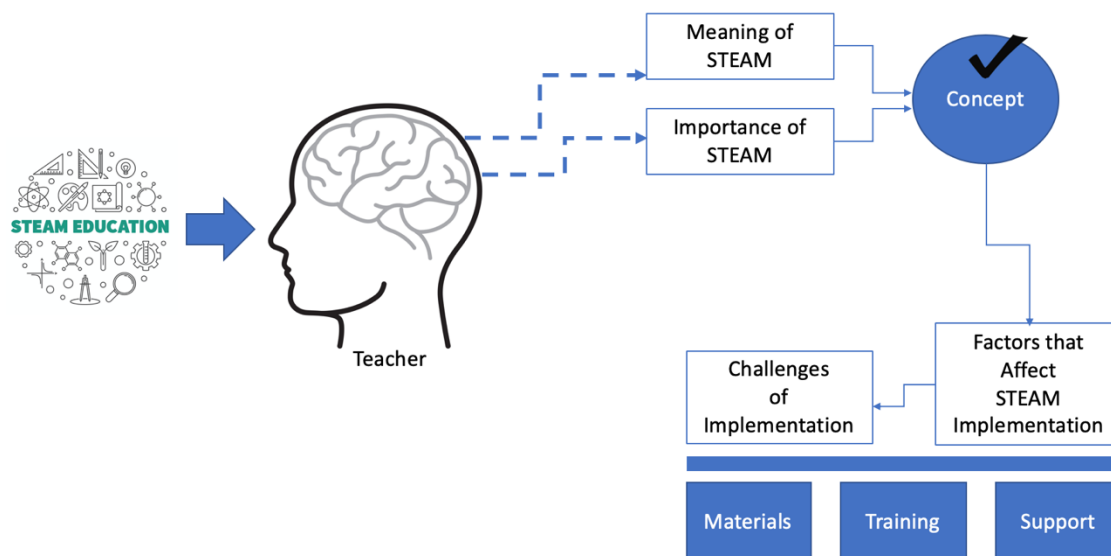 STEAM EDUCATION
Teacher
Meaning of
STEAM
Importance of
STEAM
Concept
Factors that
Affect
STEAM
Implementation
Challenges
of
Implementation
Materials
Training
Support